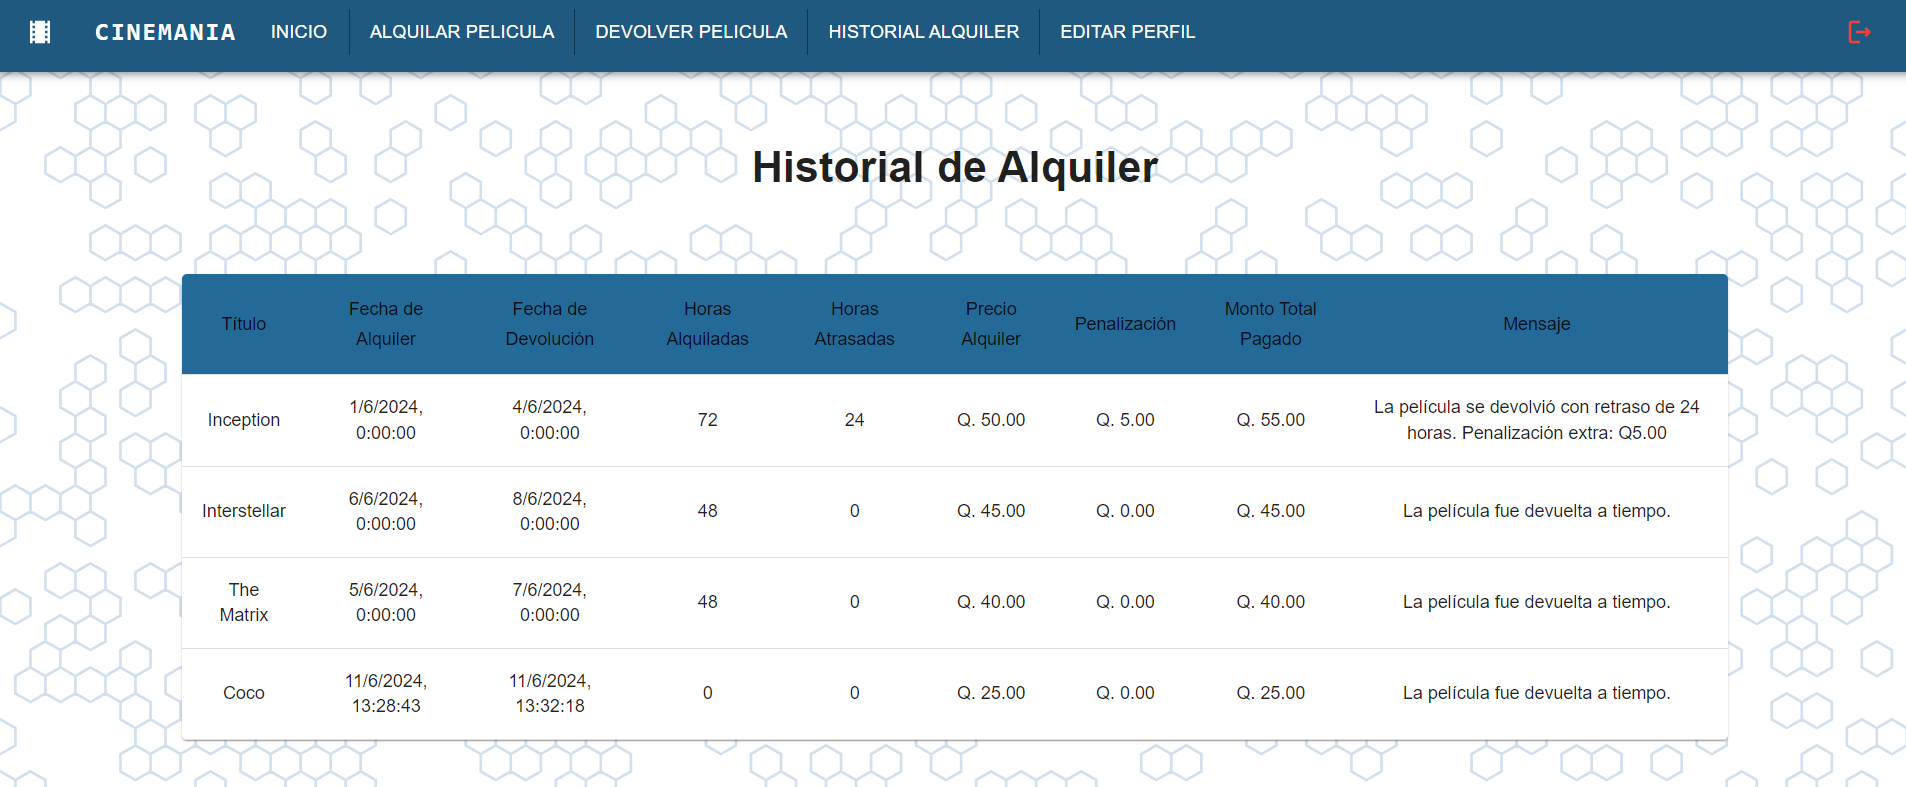 CINEMANIA INICIO ALQUILAR PELICULA DEVOLVER PELICULA HISTORIAL ALQUILER EDITAR PERFIL
Historial de Alquiler
Título
Fecha de
Alquiler
Fecha de
Devolución
Horas
Alquiladas
Horas
Atrasadas
Precio
Alquiler
Penalización
Monto Total
Pagado
Mensaje
Inception
1/6/2024,
0:00:00
4/6/2024,
0:00:00
72
24
Q. 50.00
Q. 5.00
Q. 55.00
La película se devolvió con retraso de 24
horas. Penalización extra: Q5.00
Interstellar
6/6/2024,
0:00:00
8/6/2024,
0:00:00
48
0
Q. 45.00
Q. 0.00
Q. 45.00
La película fue devuelta a tiempo.
The
Matrix
5/6/2024,
0:00:00
7/6/2024,
0:00:00
48
0
Q. 40.00
Q. 0.00
Q. 40.00
La película fue devuelta a tiempo.
Coco
11/6/2024,
13:28:43
11/6/2024,
13:32:18
0
0
Q. 25.00
Q. 0.00
Q. 25.00
La película fue devuelta a tiempo.